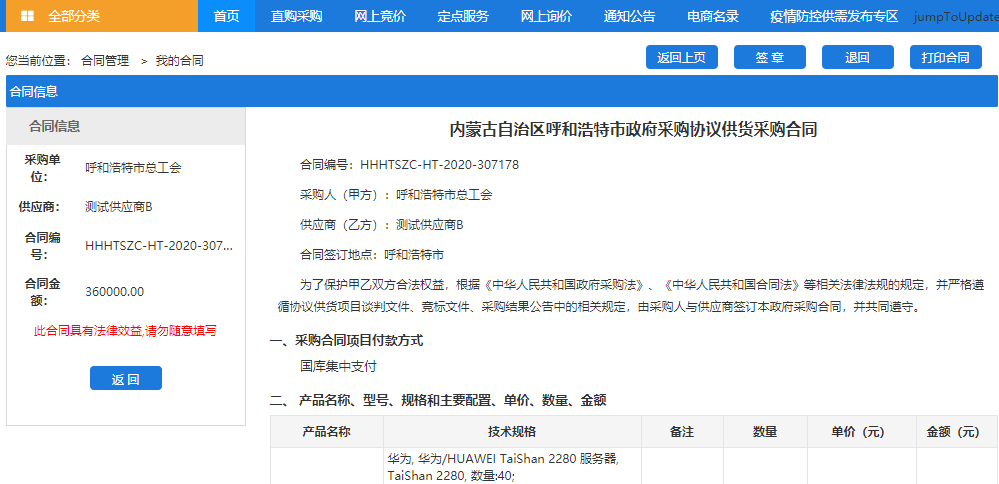 全部分类 首页 直购采购 网上竞价 定点服务 网上询价 通知公告 电商名录 疫情防控供需发布专区 jumpToUpdate
您当前位置： 合同管理 > 我的合同 返回上页 签 章 退回 打印合同
合同信息
合同信息
采购单位： 呼和浩特市总工会
供应商： 测试供应商B
合同编号： HHHTSZC-HT-2020-307...
合同金额： 360000.00
此合同具有法律效益,请勿随意填写
返 回
内蒙古自治区呼和浩特市政府采购协议供货采购合同
合同编号：HHHTSZC-HT-2020-307178
采购人（甲方）：呼和浩特市总工会
供应商（乙方）：测试供应商B
合同签订地点：呼和浩特市
为了保护甲乙双方合法权益，根据《中华人民共和国政府采购法》、《中华人民共和国合同法》等相关法律法规的规定，并严格遵
循协议供货项目谈判文件、竞标文件、采购结果公告中的相关规定，由采购人与供应商签订本政府采购合同，并共同遵守。
一、采购合同项目付款方式
国库集中支付
二、 产品名称、型号、规格和主要配置、单价、数量、金额
产品名称 技术规格 备注 数量 单价（元） 金额（元）
华为, 华为/HUAWEI TaiShan 2280 服务器,
TaiShan 2280, 数量:40;